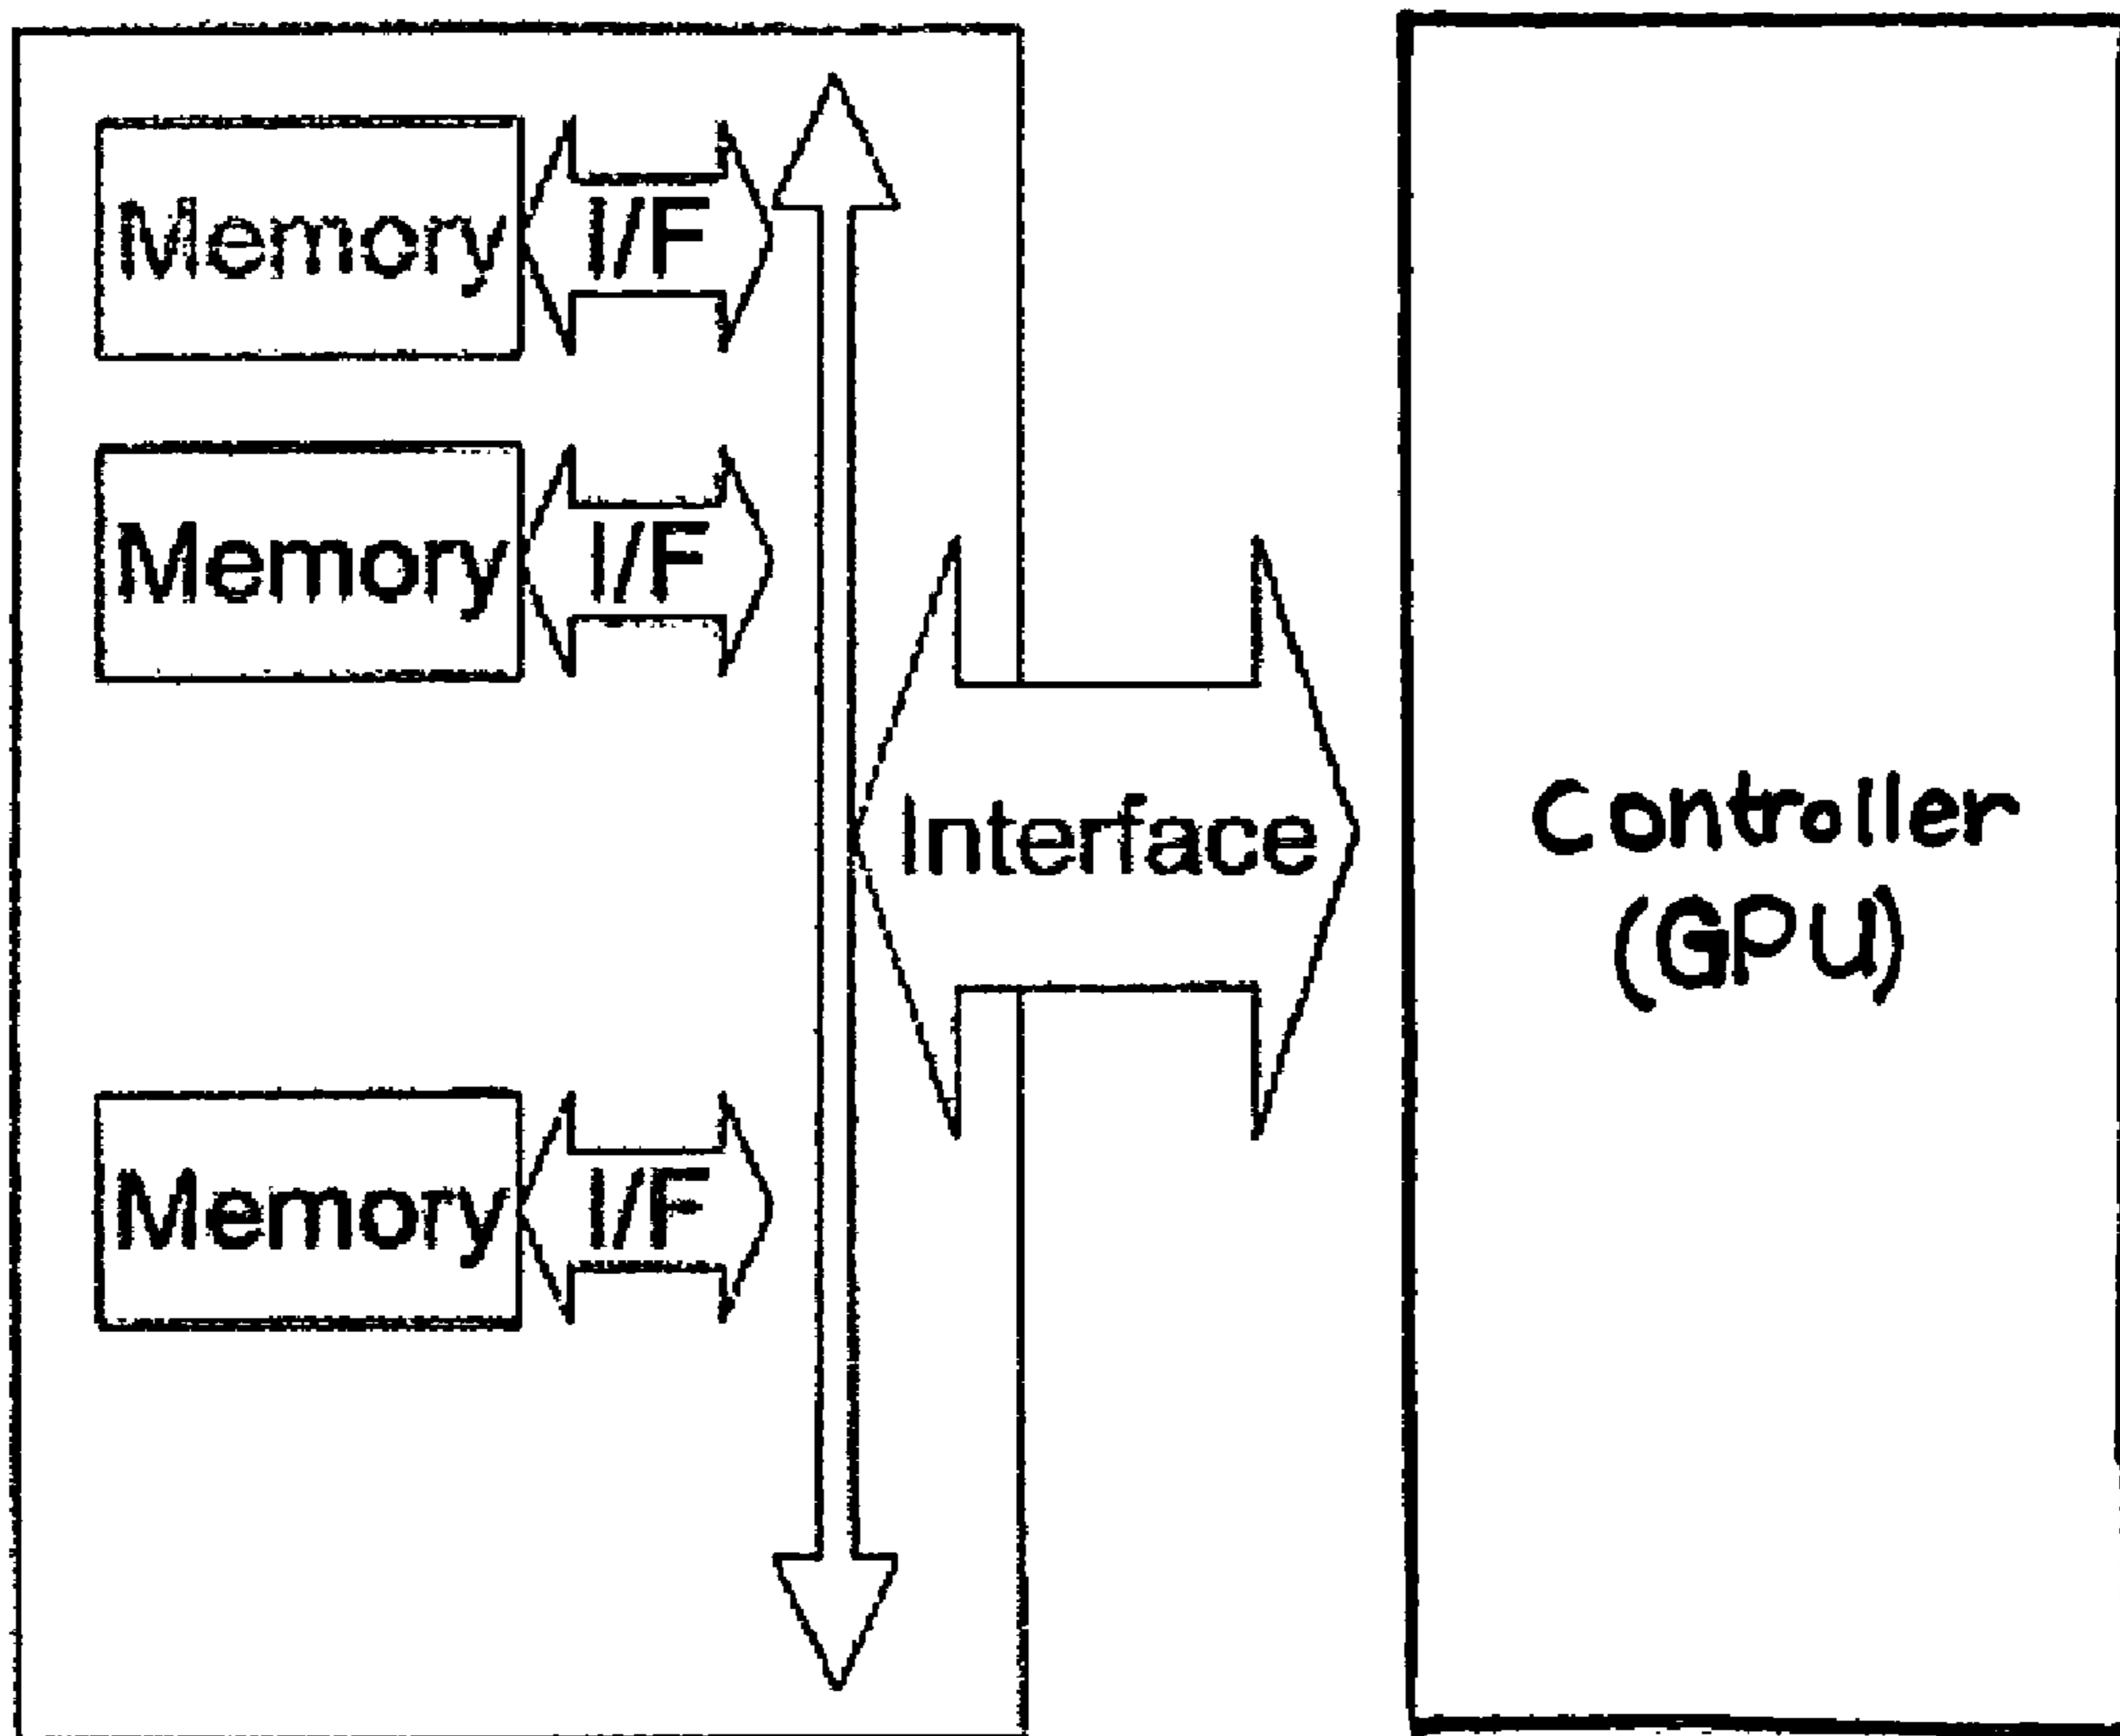 Memory I/F
Memory I/F
Interface
Controller
(GPU)
Memory I/F